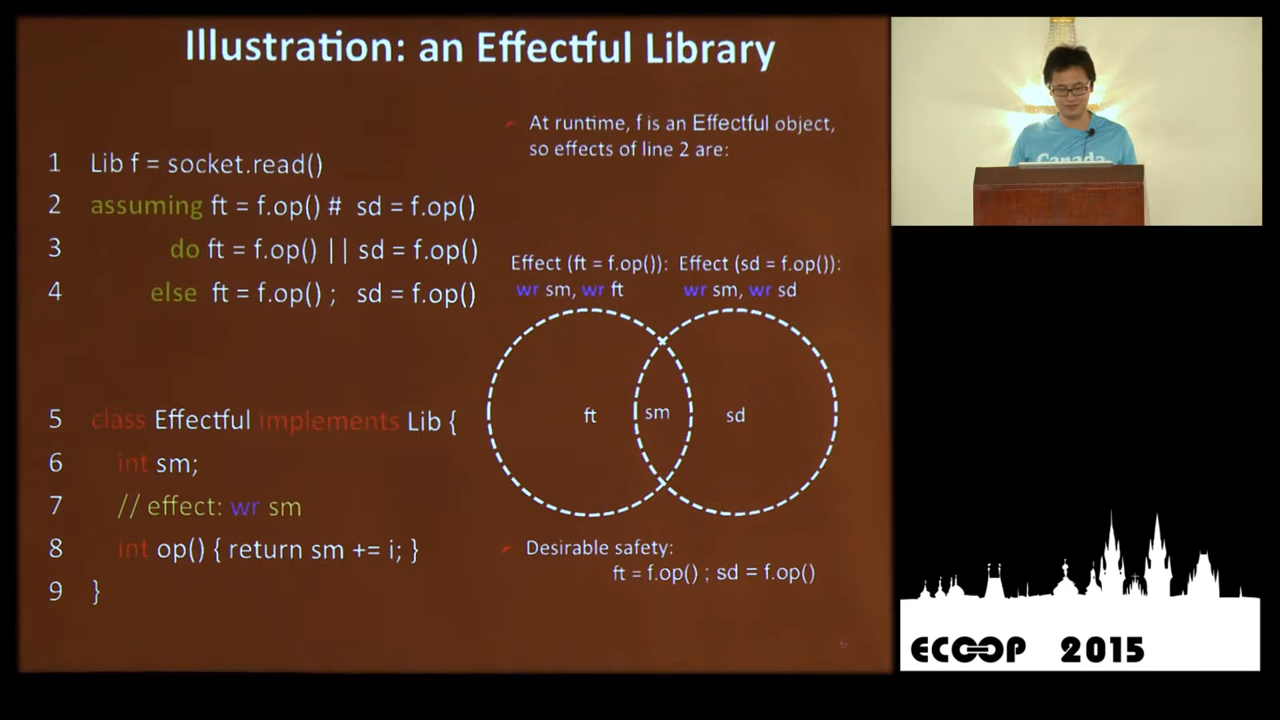 Illustration: an Effectful Library
At runtime, f is an Effectful object,
so effects of line 2 are:
1 Lib f = socket.read()
2 assuming ft = f.op() # sd = f.op()
3 do ft = f.op() || sd = f.op()
4 else ft = f.op() ; sd = f.op()
Effect (ft = f.op()): Effect (sd = f.op()):
wr sm, wr ft wr sm, wr sd
ft sm sd
5 class Effectful implements Lib {
6 int sm;
7 // effect: wr sm
8 int op() { return sm += i; }
9 }
Desirable safety:
ft = f.op() ; sd = f.op()
6
Canada
ECOOP 2015